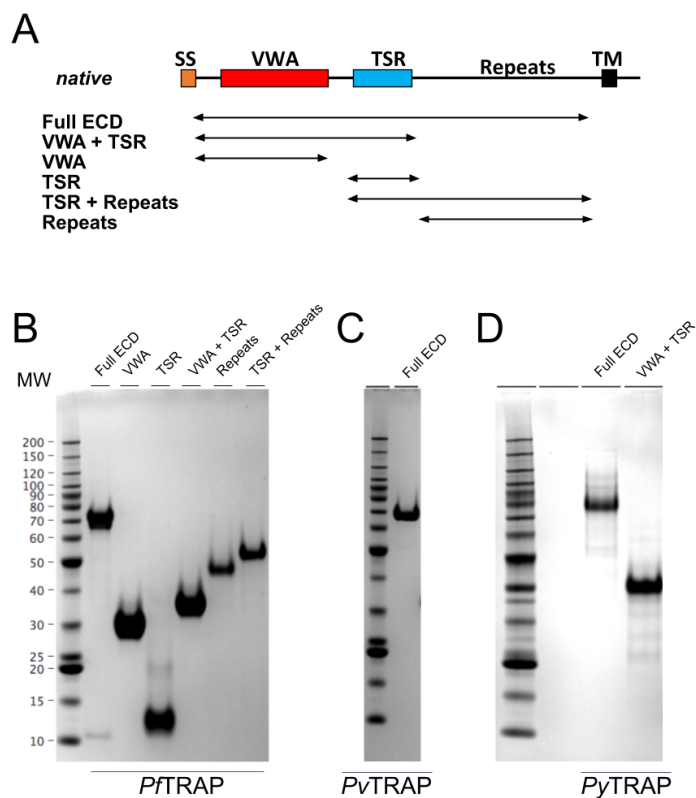 A
SS VWA TSR Repeats TM
native
Full ECD
VWA + TSR
VWA
TSR
TSR + Repeats
Repeats
B
Full ECD
VWA
TSR
VWA + TSR
Repeats
TSR + Repeats
C
Full ECD
D
Full ECD
VWA + TSR
MW
200
150
120
100
90
80
70
60
50
40
30
25
20
15
10
PfTRAP
PvTRAP
PyTRAP